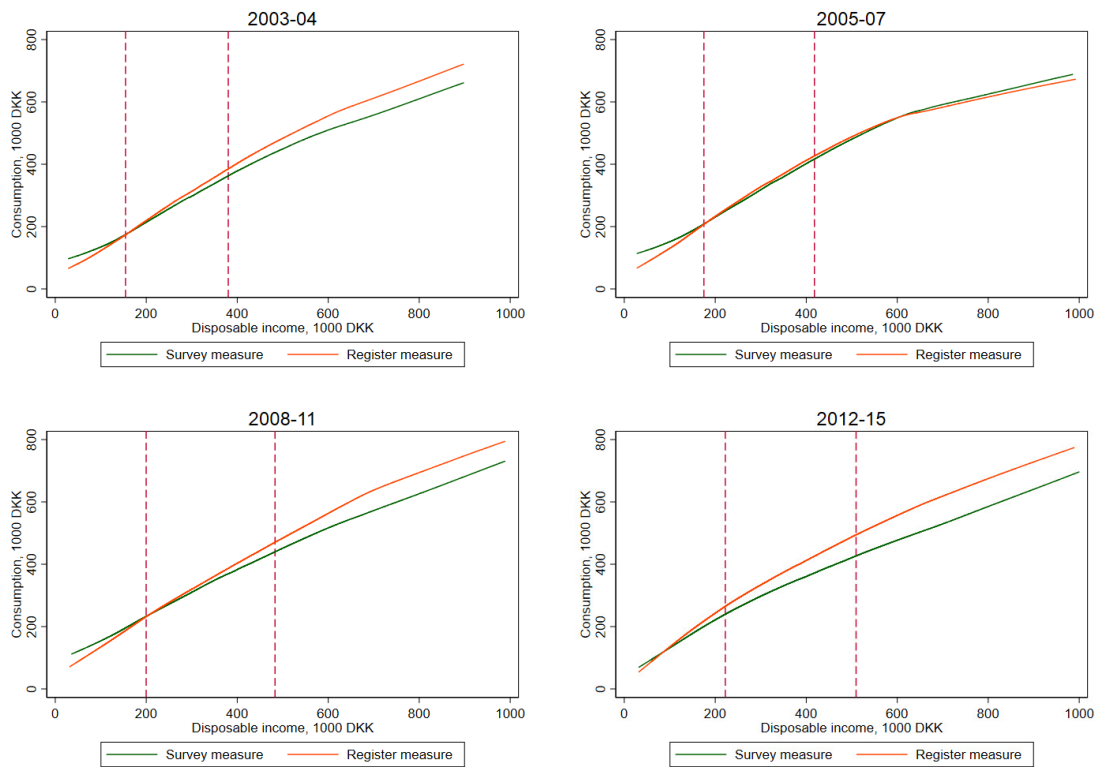 2003-04
Consumption, 1000 DKK
800
600
400
200
0
0 200 400 600 800 1000
Disposable income, 1000 DKK
Survey measure Register measure
2005-07
Consumption, 1000 DKK
800
600
400
200
0
0 200 400 600 800 1000
Disposable income, 1000 DKK
Survey measure Register measure
2008-11
Consumption, 1000 DKK
800
600
400
200
0
0 200 400 600 800 1000
Disposable income, 1000 DKK
Survey measure Register measure
2012-15
Consumption, 1000 DKK
800
600
400
200
0
0 200 400 600 800 1000
Disposable income, 1000 DKK
Survey measure Register measure